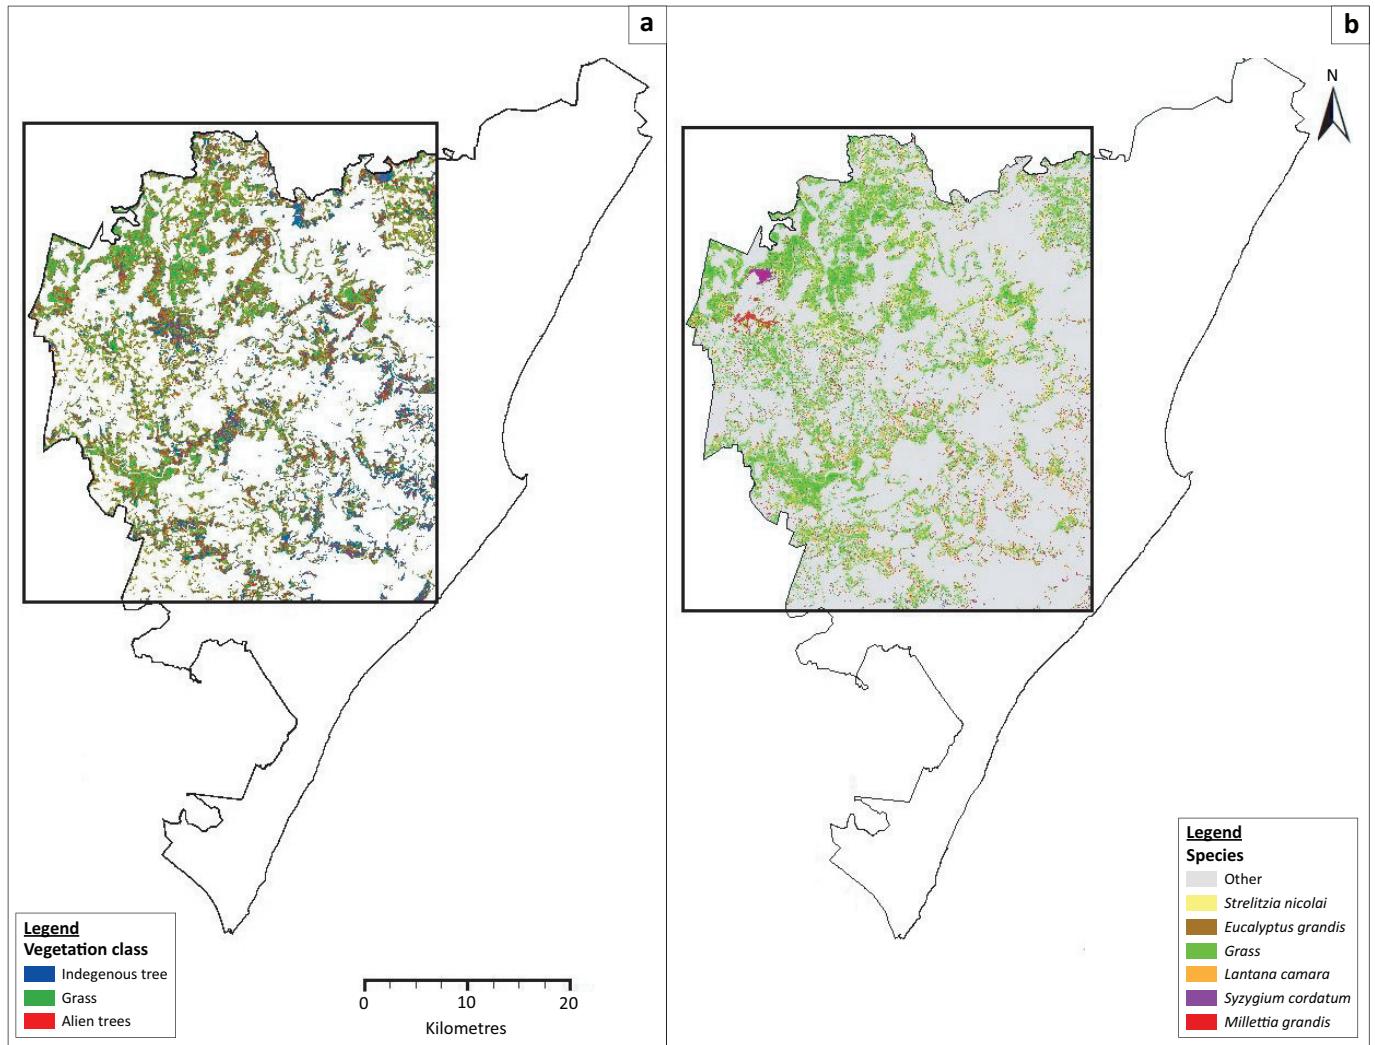 a
b
N
Legend
Vegetation class
Indegenous tree
Grass
Alien trees
0 10 20
Kilometres
Legend
Species
Other
Strelitzia nicolai
Eucalyptus grandis
Grass
Lantana camara
Syzygium cordatum
Millettia grandis